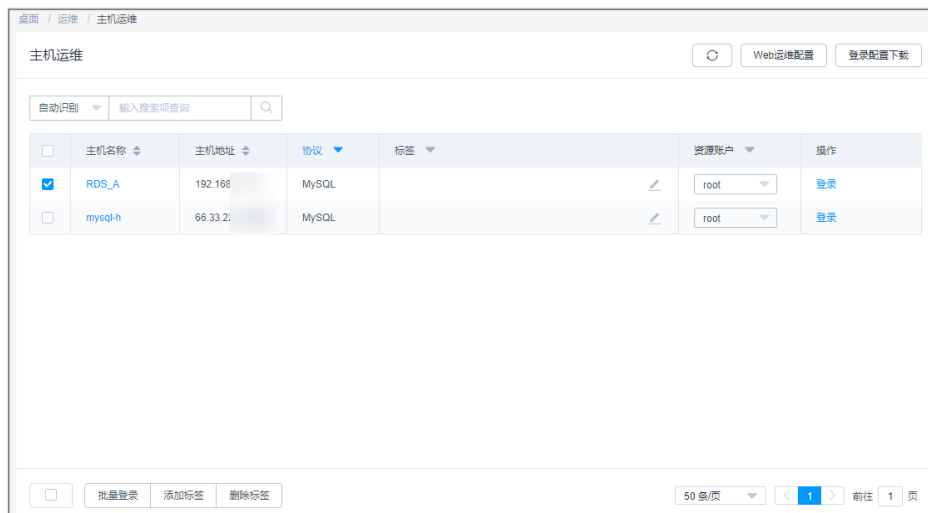 桌面 / 运维 / 主机运维
主机运维
Web运维配置 登录配置下载
自动识别 输入搜索项查询
主机名称 主机地址 协议 标签 资源账户 操作
RDS_A 192.168 MySQL root 登录
mysql-h 66.33.2 MySQL root 登录
批量登录 添加标签 删除标签 50 条/页 1 前往 1 页